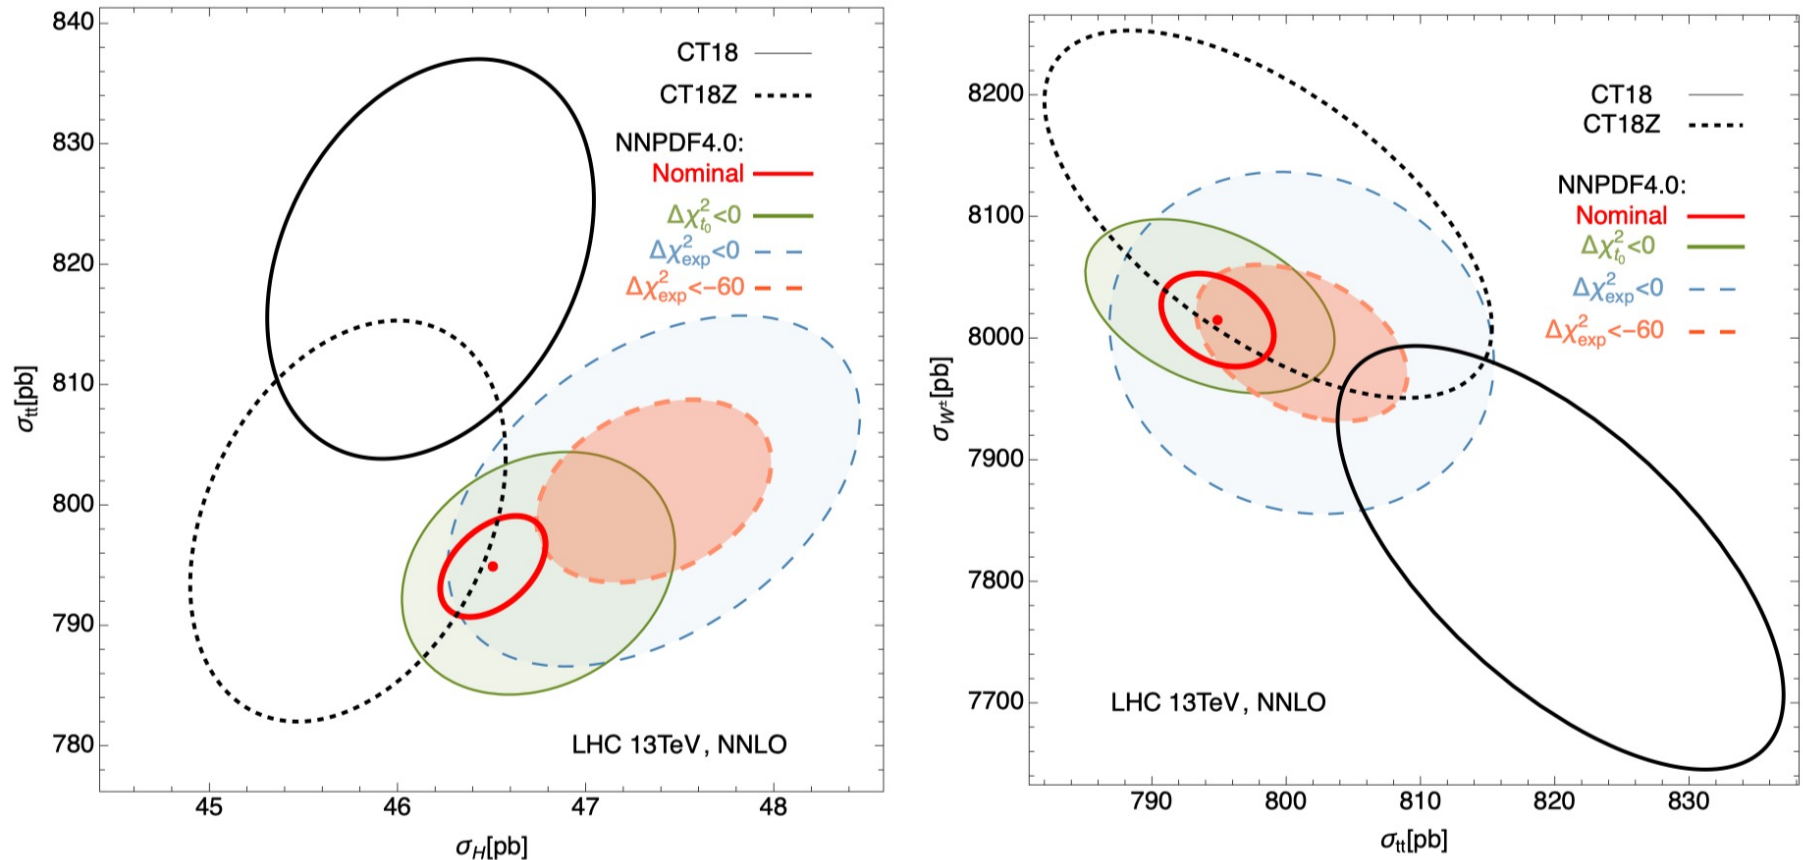 840
830
820
810
800
790
780
σtt[pb]
CT18
CT18Z
NNPDF4.0:
Nominal
Δχ²t₀<0
Δχ²exp<0
Δχ²exp<−60
LHC 13TeV, NNLO
45 46 47 48
σH[pb]
8200
8100
8000
7900
7800
7700
σW±[pb]
CT18
CT18Z
NNPDF4.0:
Nominal
Δχ²t₀<0
Δχ²exp<0
Δχ²exp<−60
LHC 13TeV, NNLO
790 800 810 820 830
σtt[pb]